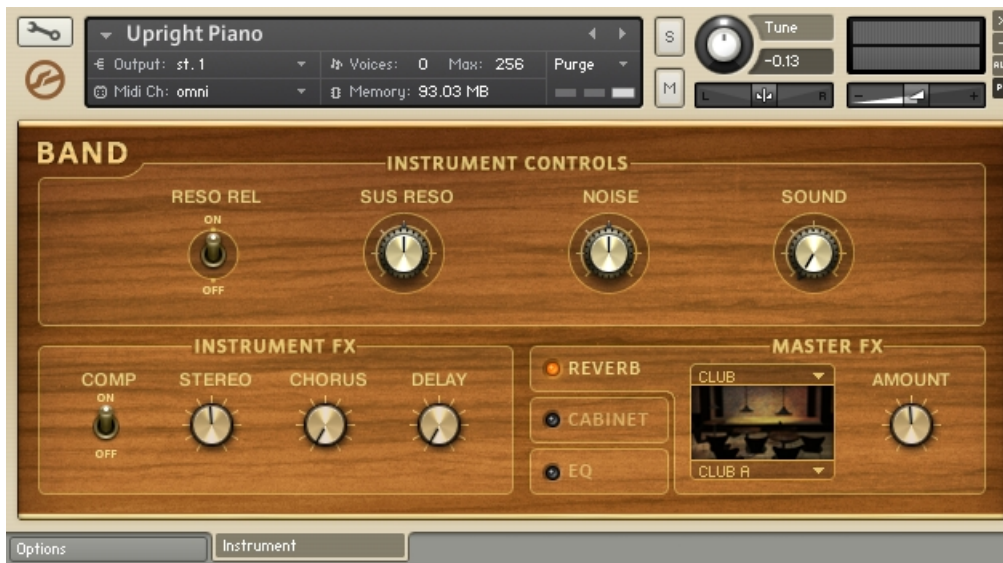 Upright Piano
S
Tune
Output: st. 1
Voices: 0 Max: 256
Purge
-0.13
Midi Ch: omni
Memory: 93.03 MB
M
L
R
-
+
BAND
INSTRUMENT CONTROLS
RESO REL
SUS RESO
NOISE
SOUND
ON
OFF
INSTRUMENT FX
MASTER FX
COMP
STEREO
CHORUS
DELAY
REVERB
CLUB
AMOUNT
ON
CABINET
OFF
EQ
CLUB A
Options
Instrument